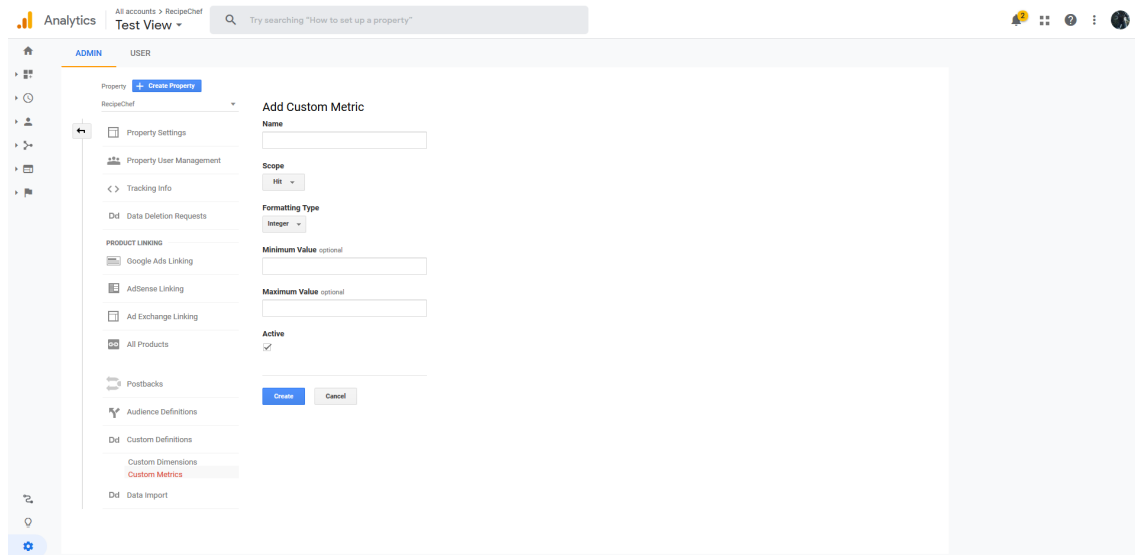 Analytics
All accounts > RecipeChef
Test View
Try searching "How to set up a property"
2
ADMIN
USER
Property
Create Property
RecipeChef
Property Settings
Property User Management
Tracking Info
Dd Data Deletion Requests
PRODUCT LINKING
Google Ads Linking
AdSense Linking
Ad Exchange Linking
All Products
Postbacks
Audience Definitions
Dd Custom Definitions
Custom Dimensions
Custom Metrics
Dd Data Import
Add Custom Metric
Name
Scope
Hit
Formatting Type
Integer
Minimum Value optional
Maximum Value optional
Active
Create
Cancel